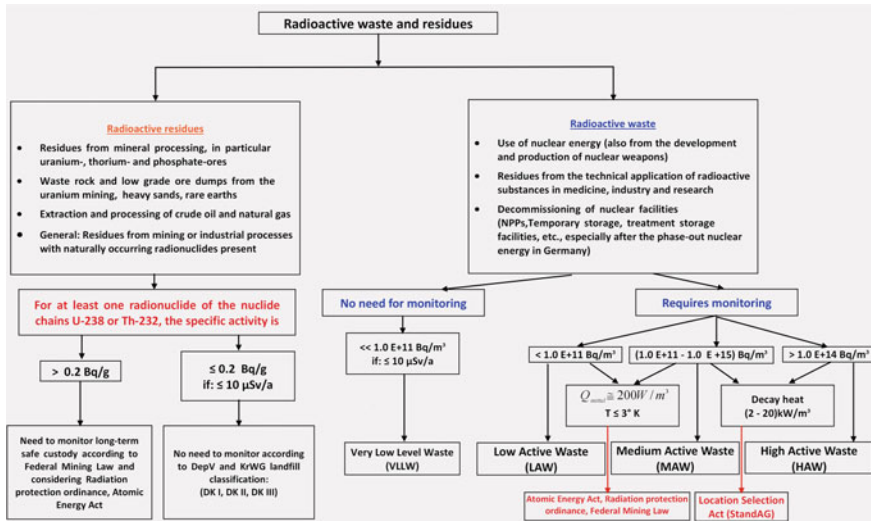 Radioactive waste and residues
Radioactive residues
• Residues from mineral processing, in particular
uranium-, thorium- and phosphate-ores
• Waste rock and low grade ore dumps from the
uranium mining, heavy sands, rare earths
• Extraction and processing of crude oil and natural gas
• General: Residues from mining or industrial processes
with naturally occurring radionuclides present
Radioactive waste
• Use of nuclear energy (also from the development
and production of nuclear weapons)
• Residues from the technical application of radioactive
substances in medicine, industry and research
• Decommissing of nuclear facilities
(NPPs,Temporary storage, treatment storage
facilities, etc., especially after the phase-out nuclear
energy in Germany)
For at least one radionuclide of the nuclide
chains U-238 or Th-232, the specific activity is
No need for monitoring
Requires monitoring
> 0.2 Bq/g
≤ 0.2 Bq/g
if: ≤ 10 µSv/a
<< 1.0 E+11 Bq/m³
if: ≤ 10 µSv/a
< 1.0 E+11 Bq/m³
(1.0 E+11 - 1.0 E +15) Bq/m³
> 1.0 E+14 Bq/m³
Q initial ≅ 200W / m³
T ≤ 3° K
Decay heat
(2 - 20)kW/m³
Need to monitor long-term
safe custody according to
Federal Mining Law and
considering Radiation
protection ordinance, Atomic
Energy Act
No need to monitor according
to DepV and KrWG landfill
classification:
(DK I, DK II, DK III)
Very Low Level Waste
(VLLW)
Low Active Waste
(LAW)
Medium Active Waste
(MAW)
High Active Waste
(HAW)
Atomic Energy Act, Radiation protection
ordinance, Federal Mining Law
Location Selection
Act (StandAG)